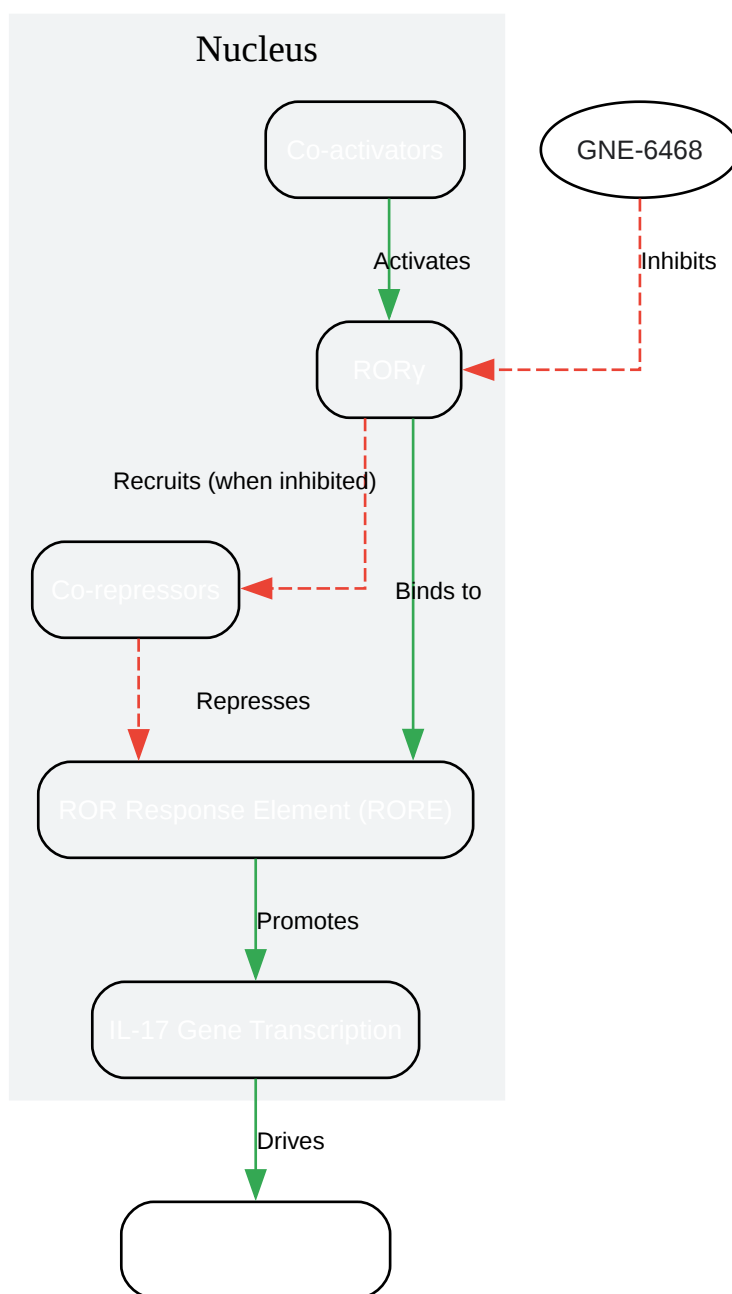 Nucleus
Co-activators
GNE-6468
Activates
Inhibits
RORγ
Recruits (when inhibited)
Co-repressors
Binds to
Represses
ROR Response Element (RORE)
Promotes
IL-17 Gene Transcription
Drives